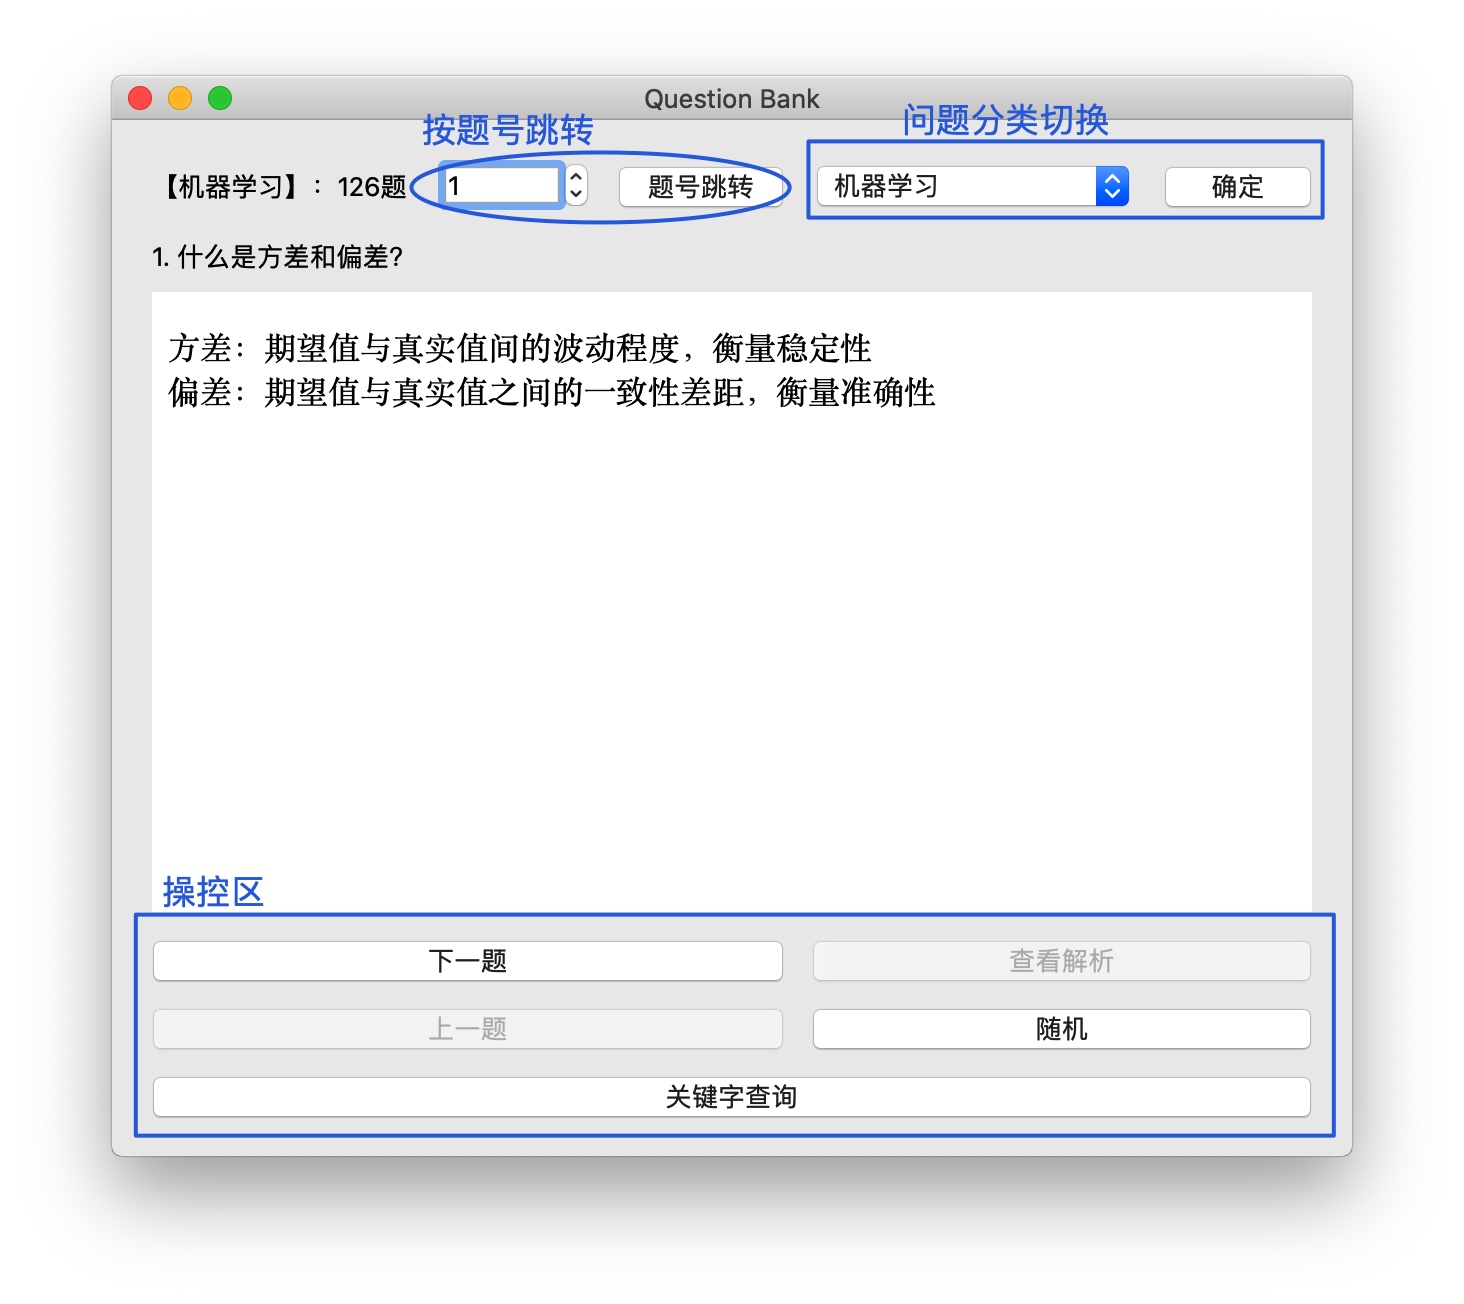 Question Bank
按题号跳转
问题分类切换
【机器学习】：126题
1
题号跳转
机器学习
确定
1. 什么是方差和偏差?
方差：期望值与真实值间的波动程度，衡量稳定性
偏差：期望值与真实值之间的一致性差距，衡量准确性
操控区
下一题
查看解析
上一题
随机
关键字查询